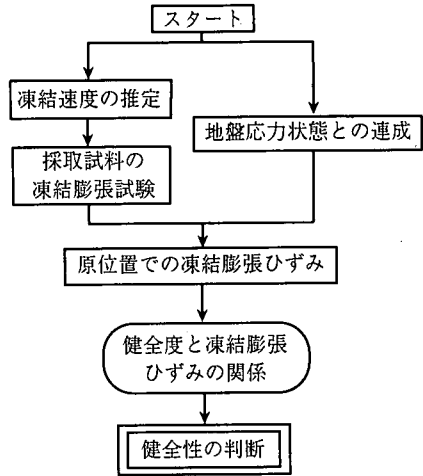 スタート
凍結速度の推定
地盤応力状態との連成
採取試料の
凍結膨張試験
原位置での凍結膨張ひずみ
健全度と凍結膨張
ひずみの関係
健全性の判断